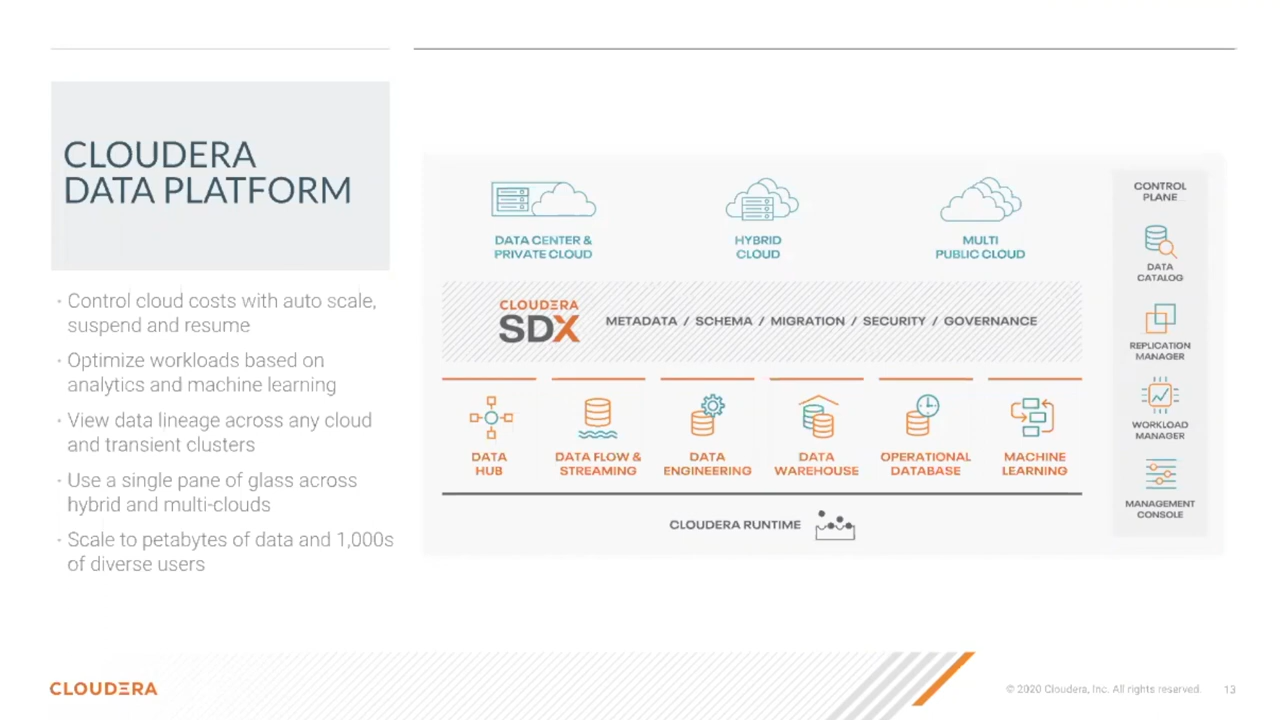 CLOUDERA
DATA PLATFORM
· Control cloud costs with auto scale,
suspend and resume
· Optimize workloads based on
analytics and machine learning
· View data lineage across any cloud
and transient clusters
· Use a single pane of glass across
hybrid and multi-clouds
· Scale to petabytes of data and 1,000s
of diverse users
DATA CENTER &
PRIVATE CLOUD
HYBRID
CLOUD
MULTI
PUBLIC CLOUD
CLOUDERA
SDX
METADATA / SCHEMA / MIGRATION / SECURITY / GOVERNANCE
DATA
HUB
DATA FLOW &
STREAMING
DATA
ENGINEERING
DATA
WAREHOUSE
OPERATIONAL
DATABASE
MACHINE
LEARNING
CLOUDERA RUNTIME
CONTROL
PLANE
DATA
CATALOG
REPLICATION
MANAGER
WORKLOAD
MANAGER
MANAGEMENT
CONSOLE
CLOUDERA
© 2020 Cloudera, Inc. All rights reserved. 13